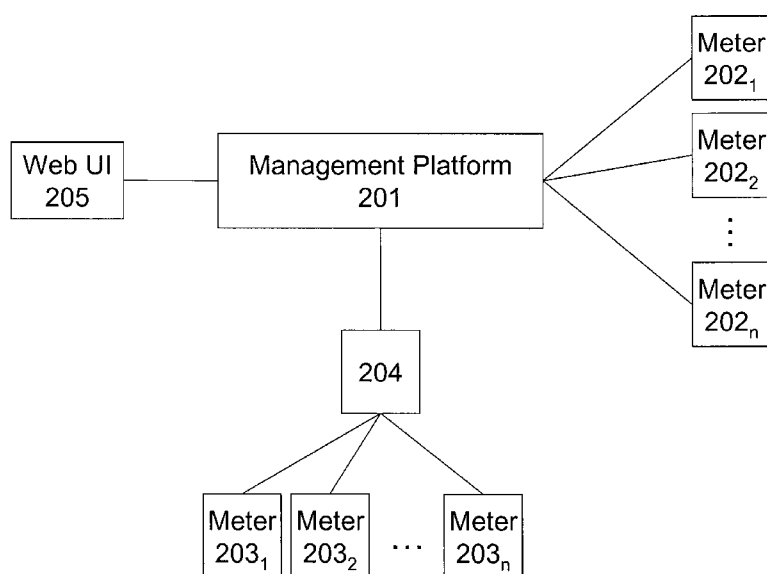 Meter
202₁
Web UI
205
Management Platform
201
Meter
202₂
⋮
Meter
202ₙ
204
Meter
203₁
Meter
203₂
...
Meter
203ₙ